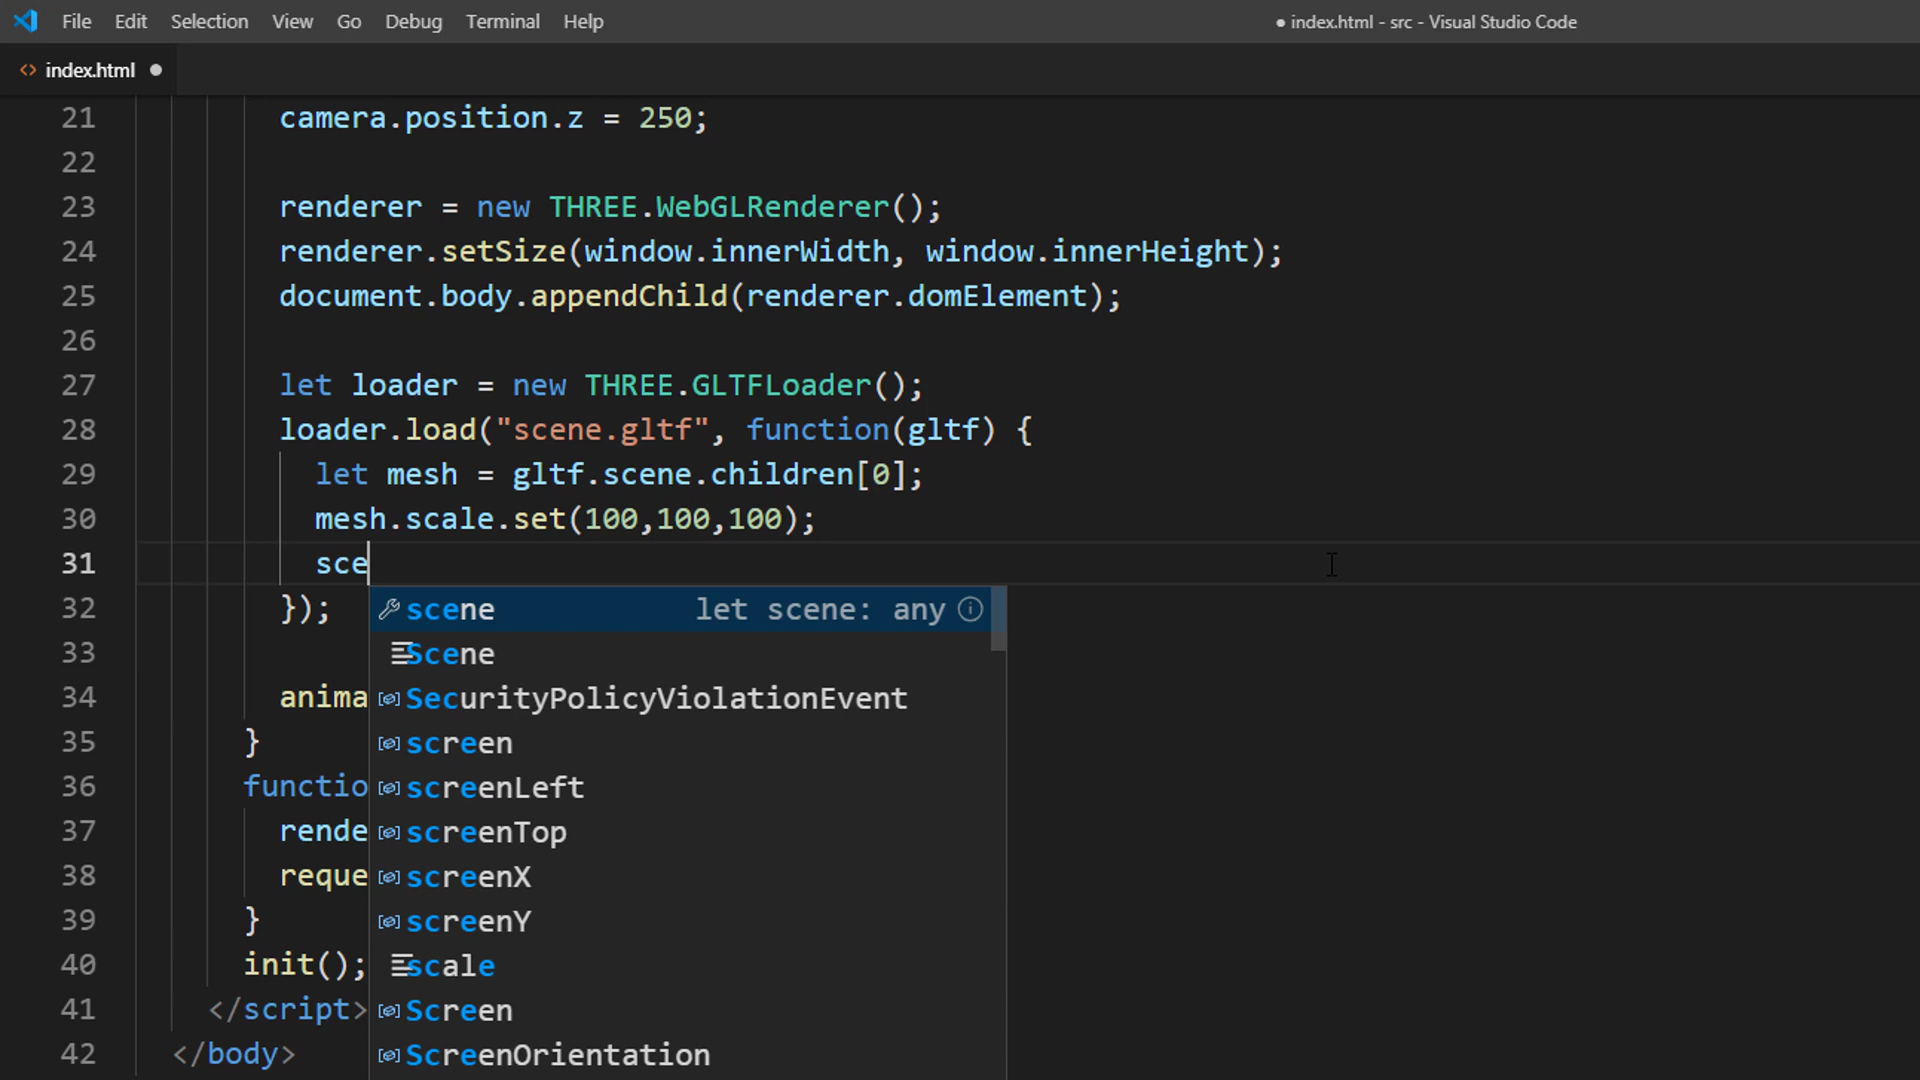 File Edit Selection View Go Debug Terminal Help
● index.html - src - Visual Studio Code
<> index.html ●
21 camera.position.z = 250;
22
23 renderer = new THREE.WebGLRenderer();
24 renderer.setSize(window.innerWidth, window.innerHeight);
25 document.body.appendChild(renderer.domElement);
26
27 let loader = new THREE.GLTFLoader();
28 loader.load("scene.gltf", function(gltf) {
29 let mesh = gltf.scene.children[0];
30 mesh.scale.set(100,100,100);
31 sce
32 });
scene let scene: any
33
Scene
34 anima
SecurityPolicyViolationEvent
35 }
screen
36 functio
screenLeft
37 rende
screenTop
38 reque
screenX
39 }
screenY
40 init();
scale
41 </script>
Screen
42 </body>
ScreenOrientation